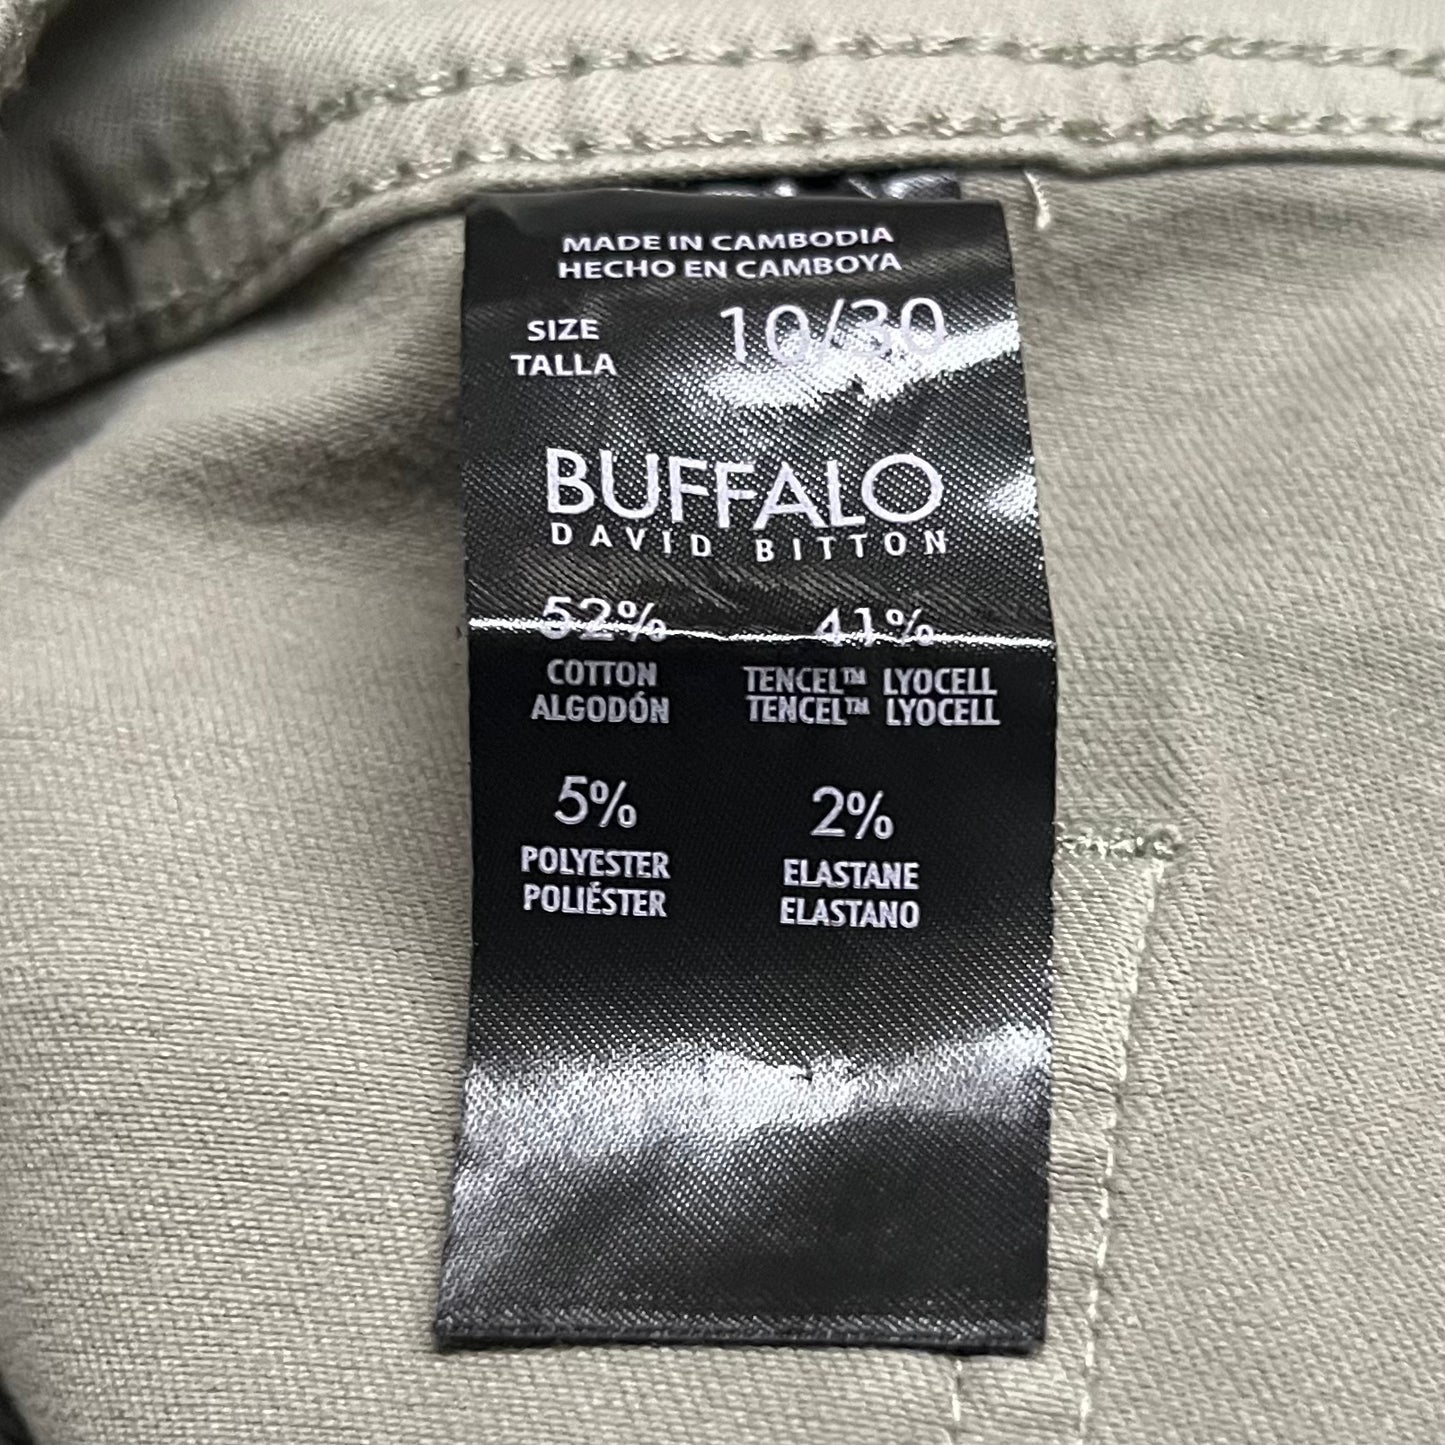 MADE IN CAMBODIA
HECHO EN CAMBOYA
SIZE 10/30
TALLA
BUFFALO
DAVID BITTON
52% 41%
COTTON TENCEL™ LYOCELL
ALGODÓN TENCEL™ LYOCELL
5% 2%
POLYESTER ELASTANE
POLIÉSTER ELASTANO